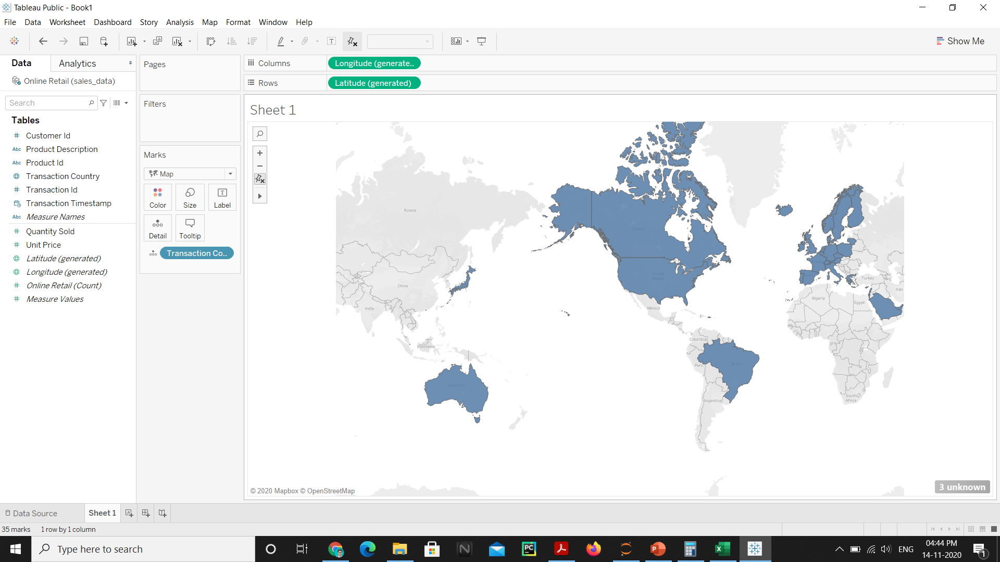 Tableau Public - Book1
File Data Worksheet Dashboard Story Analysis Map Format Window Help
Show Me
Data Analytics
Online Retail (sales_data)
Search
Tables
Customer Id
Abc Product Description
Abc Product Id
Transaction Country
Transaction Id
Transaction Timestamp
Abc Measure Names
Quantity Sold
Unit Price
Latitude (generated)
Longitude (generated)
Online Retail (Count)
Measure Values
Pages
Filters
Marks
Map
Color Size Label
Detail Tooltip
Transaction Co..
Columns Longitude (generate..
Rows Latitude (generated)
Sheet 1
Russia
Canada
United States
China
India
Mexico
Turkey
Iran
Algeria
Egypt
Indonesia
Colombia
Peru
Brazil
Australia
Argentina
South Africa
© 2020 Mapbox © OpenStreetMap
3 unknown
Data Source Sheet 1
35 marks 1 row by 1 column
Type here to search
ENG
04:44 PM
14-11-2020
1